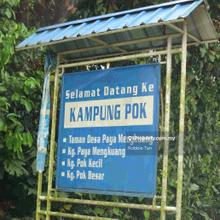 Selamat Datang Ke
KAMPUNG POK
Taman Desa Paya Mengkuang
Kg. Paya Mengkuang
Kg. Pok Kecil
Kg. Pok Besar